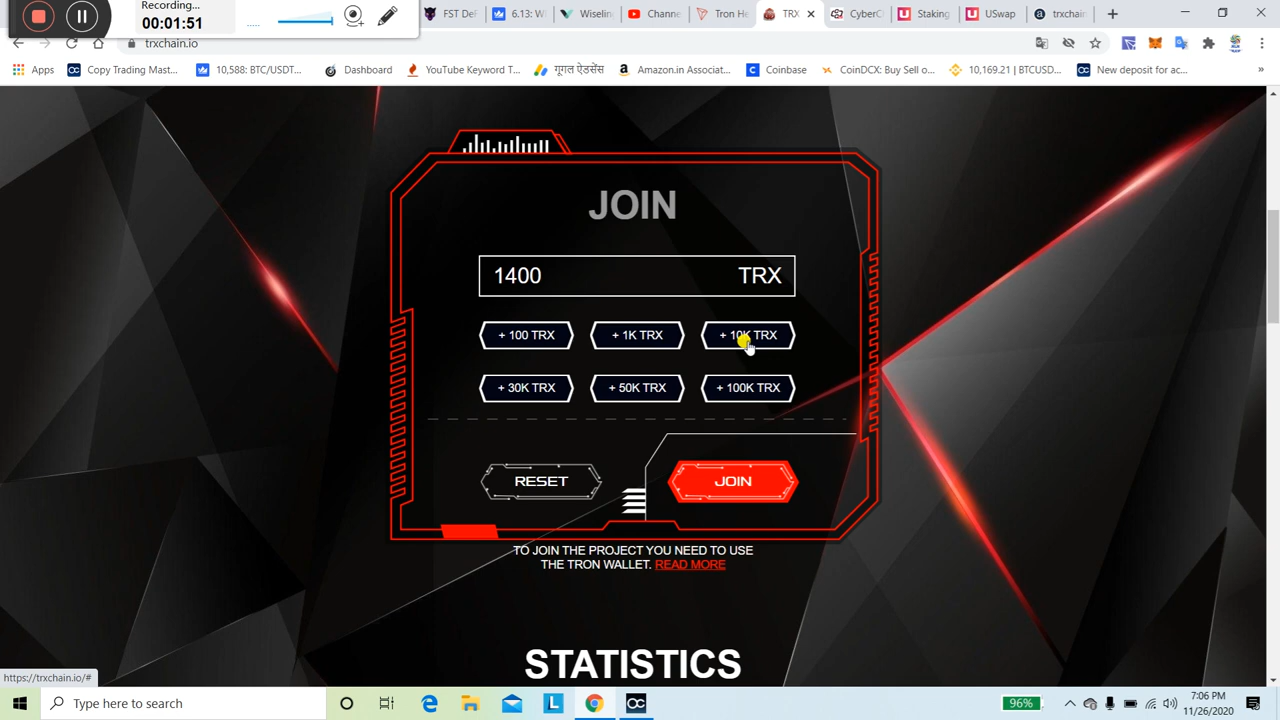 Recording...
00:01:51
FST DeF
6.13: W
Wiselin
Channe
Tron He
TRX
CyberC
Staking
USwap
trxchain
trxchain.io
Apps
Copy Trading Mast...
10,588: BTC/USDT...
Dashboard
YouTube Keyword T...
गूगल ऐडसेंस
Amazon.in Associat...
Coinbase
CoinDCX: Buy Sell o...
10,169.21 | BTCUSD...
New deposit for ac...
»
JOIN
1400 TRX
+ 100 TRX + 1K TRX + 10K TRX
+ 30K TRX + 50K TRX + 100K TRX
RESET JOIN
TO JOIN THE PROJECT YOU NEED TO USE
THE TRON WALLET. READ MORE
STATISTICS
https://trxchain.io/#
Type here to search
96%
7:06 PM
11/26/2020